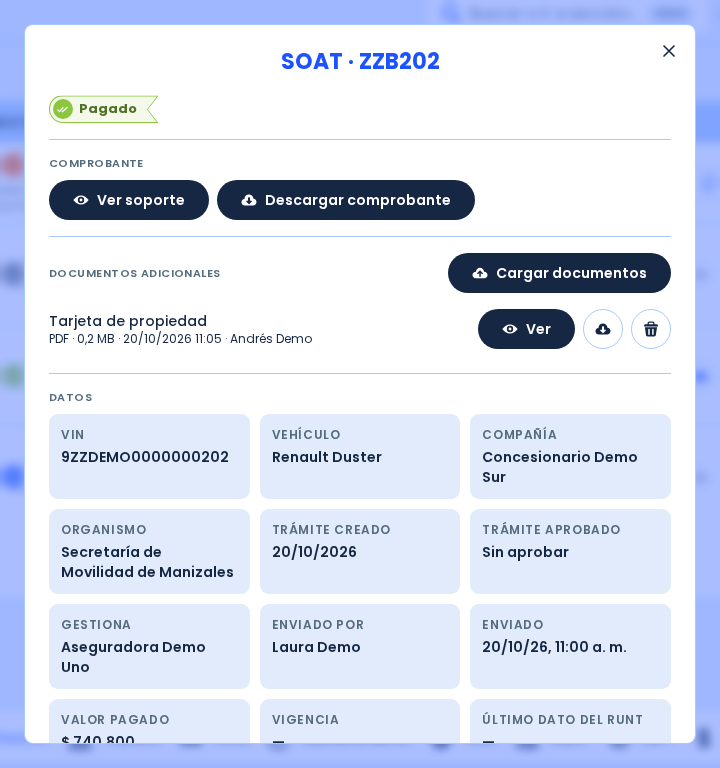 SOAT · ZZB202
Pagado
COMPROBANTE
Ver soporte
Descargar comprobante
DOCUMENTOS ADICIONALES
Cargar documentos
Tarjeta de propiedad
PDF · 0,2 MB · 20/10/2026 11:05 · Andrés Demo
Ver
DATOS
VIN
9ZZDEMO0000000202
VEHÍCULO
Renault Duster
COMPAÑÍA
Concesionario Demo
Sur
ORGANISMO
Secretaría de
Movilidad de Manizales
TRÁMITE CREADO
20/10/2026
TRÁMITE APROBADO
Sin aprobar
GESTIONA
Aseguradora Demo
Uno
ENVIADO POR
Laura Demo
ENVIADO
20/10/26, 11:00 a. m.
VALOR PAGADO
$ 740.800
VIGENCIA
—
ÚLTIMO DATO DEL RUNT
—